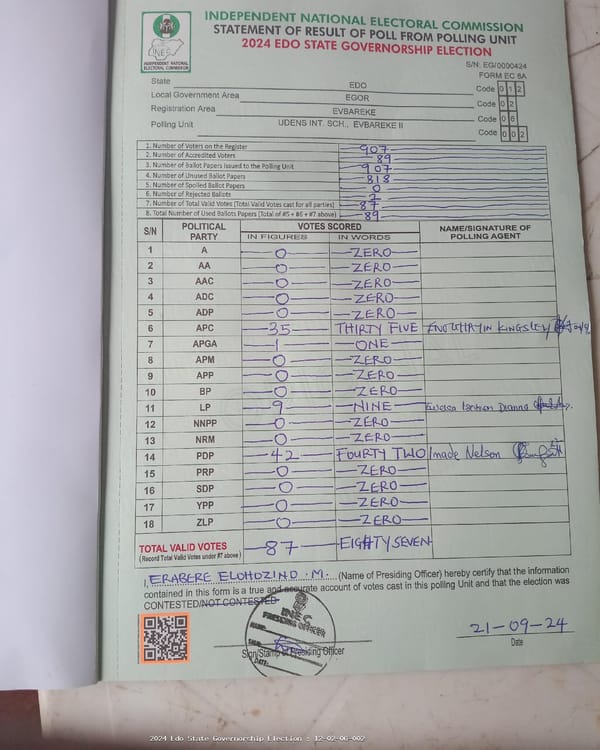 INDEPENDENT NATIONAL ELECTORAL COMMISSION
STATEMENT OF RESULT OF POLL FROM POLLING UNIT
2024 EDO STATE GOVERNORSHIP ELECTION
INEC
INDEPENDENT NATIONAL
ELECTORAL COMMISSION
S/N: EG/0000424
FORM EC 8A
State EDO Code 0 1 2
Local Government Area EGOR Code 0 2
Registration Area EVBAREKE Code 0 6
Polling Unit UDENS INT. SCH., EVBAREKE II Code 0 0 2
1. Number of Voters on the Register 907
2. Number of Accredited Voters 89
3. Number of Ballot Papers Issued to the Polling Unit 907
4. Number of Unused Ballot Papers 818
5. Number of Spoiled Ballot Papers 0
6. Number of Rejected Ballots 2
7. Number of Total Valid Votes (Total Valid Votes cast for all parties) 87
8. Total Number of Used Ballots Papers (Total of #5 + #6 + #7 above) 89
S/N POLITICAL PARTY VOTES SCORED NAME/SIGNATURE OF POLLING AGENT
IN FIGURES IN WORDS
1 A 0 ZERO
2 AA 0 ZERO
3 AAC 0 ZERO
4 ADC 0 ZERO
5 ADP 0 ZERO
6 APC 35 THIRTY FIVE KINGSLEY
7 APGA 1 ONE
8 APM 0 ZERO
9 APP 0 ZERO
10 BP 0 ZERO
11 LP 9 NINE
12 NNPP 0 ZERO
13 NRM 0 ZERO
14 PDP 42 FOURTY TWO Imade Nelson
15 PRP 0 ZERO
16 SDP 0 ZERO
17 YPP 0 ZERO
18 ZLP 0 ZERO
TOTAL VALID VOTES 87 EIGHTY SEVEN
(Record Total Valid Votes under #7 above)
I, ERABERE ELOHOZINO .M. (Name of Presiding Officer) hereby certify that the information
contained in this form is a true and accurate account of votes cast in this polling Unit and that the election was
CONTESTED/NOT CONTESTED
INEC
PRESIDING OFFICER
NAME:
SIGN:
DATE:
Sign/Stamp of Presiding Officer
21-09-24
Date
2024 Edo State Governorship Election : 12-02-06-002